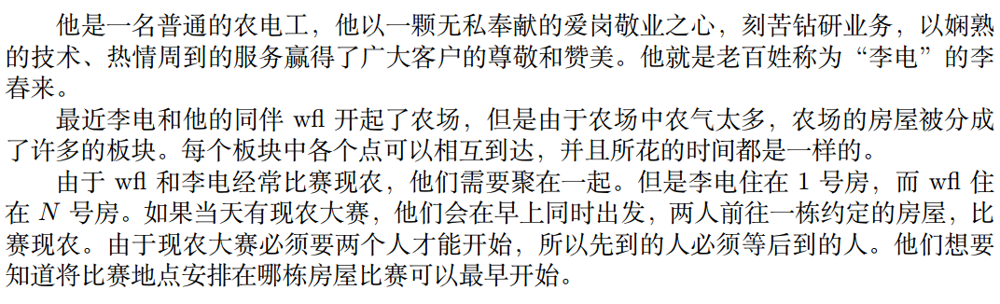 他是一名普通的农电工，他以一颗无私奉献的爱岗敬业之心，刻苦钻研业务，以娴熟
的技术、热情周到的服务赢得了广大客户的尊敬和赞美。他就是老百姓称为“李电”的李
春来。
最近李电和他的同伴 wfl 开起了农场，但是由于农场中农气太多，农场的房屋被分成
了许多的板块。每个板块中各个点可以相互到达，并且所花的时间都是一样的。
由于 wfl 和李电经常比赛现农，他们需要聚在一起。但是李电住在 1 号房，而 wfl 住
在 N 号房。如果当天有现农大赛，他们会在早上同时出发，两人前往一栋约定的房屋，比
赛现农。由于现农大赛必须要两个人才能开始，所以先到的人必须等后到的人。他们想要
知道将比赛地点安排在哪栋房屋比赛可以最早开始。